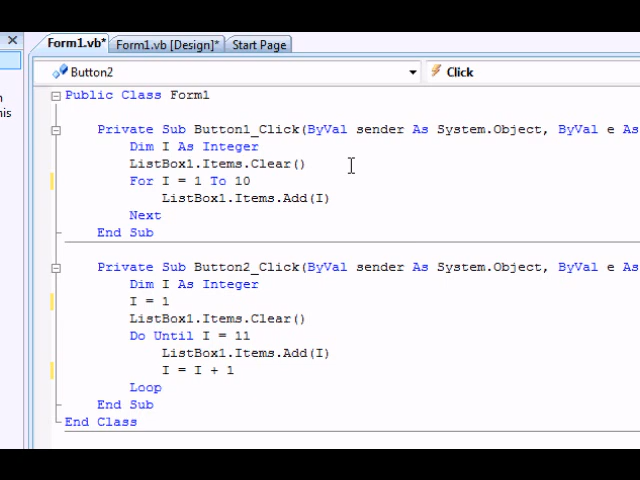 Form1.vb* Form1.vb [Design]* Start Page
Button2 Click
Public Class Form1
Private Sub Button1_Click(ByVal sender As System.Object, ByVal e As
Dim I As Integer
ListBox1.Items.Clear()
For I = 1 To 10
ListBox1.Items.Add(I)
Next
End Sub
Private Sub Button2_Click(ByVal sender As System.Object, ByVal e As
Dim I As Integer
I = 1
ListBox1.Items.Clear()
Do Until I = 11
ListBox1.Items.Add(I)
I = I + 1
Loop
End Sub
End Class